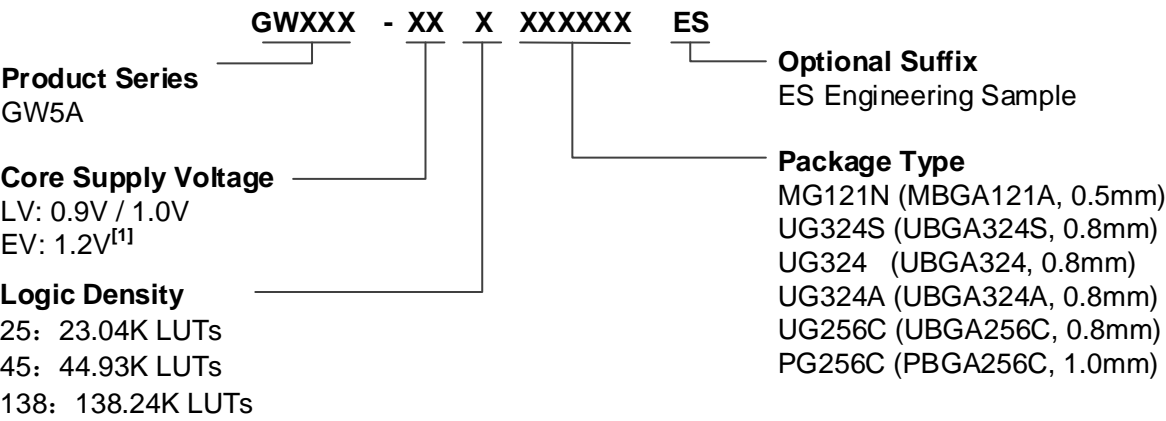 GWXXX - XX X XXXXXX ES
Product Series
GW5A
Core Supply Voltage
LV: 0.9V / 1.0V
EV: 1.2V[1]
Logic Density
25：23.04K LUTs
45：44.93K LUTs
138：138.24K LUTs
Optional Suffix
ES Engineering Sample
Package Type
MG121N (MBGA121A, 0.5mm)
UG324S (UBGA324S, 0.8mm)
UG324 (UBGA324, 0.8mm)
UG324A (UBGA324A, 0.8mm)
UG256C (UBGA256C, 0.8mm)
PG256C (PBGA256C, 1.0mm)